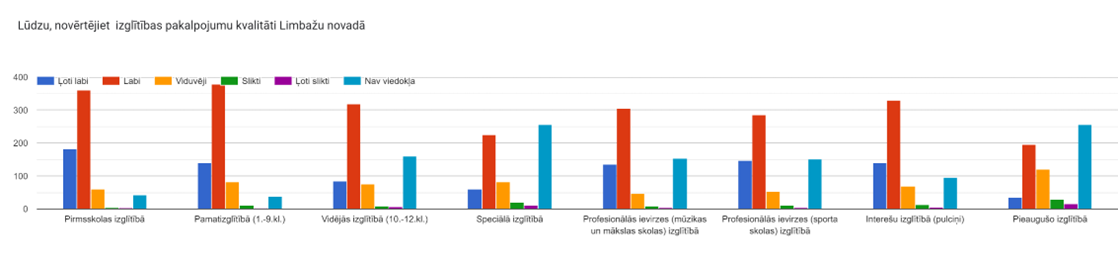 Lūdzu, novērtējiet  izglītības pakalpojumu kvalitāti Limbažu novadā
Ļoti labi Labi Viduvēji Slikti Ļoti slikti Nav viedokļa
400
300
200
100
0
Pirmsskolas izglītībā
Pamatizglītībā (1.-9.kl.)
Vidējās izglītībā (10.-12.kl.)
Speciālā izglītībā
Profesionālās ievirzes (mūzikas
un mākslas skolas) izglītībā
Profesionālās ievirzes (sporta
skolas) izglītībā
Interešu izglītībā (pulciņi)
Pieaugušo izglītībā